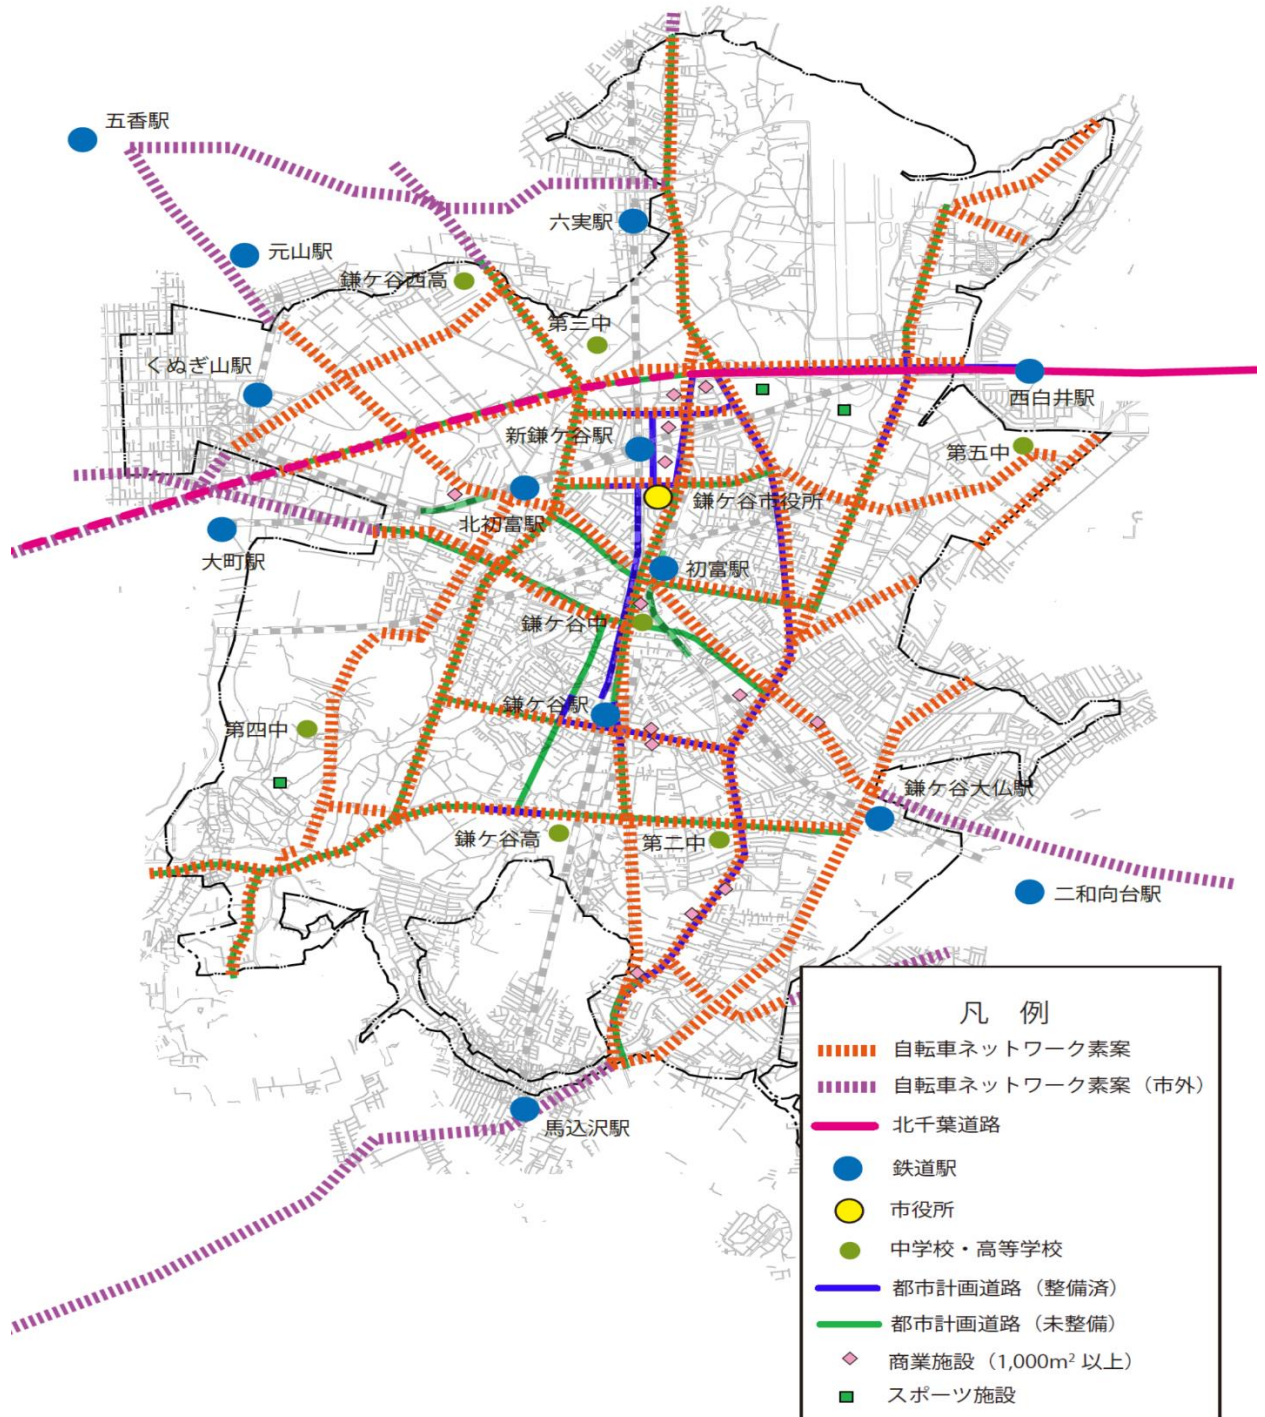 五香駅
六実駅
元山駅
鎌ケ谷西高
第三中
くぬぎ山駅
西白井駅
新鎌ケ谷駅
第五中
鎌ケ谷市役所
北初富駅
大町駅
初富駅
鎌ケ谷中
鎌ケ谷駅
第四中
鎌ケ谷大仏駅
鎌ケ谷高
第二中
二和向台駅
馬込沢駅
凡 例
自転車ネットワーク素案
自転車ネットワーク素案（市外）
北千葉道路
鉄道駅
市役所
中学校・高等学校
都市計画道路（整備済）
都市計画道路（未整備）
商業施設（1,000m² 以上）
スポーツ施設